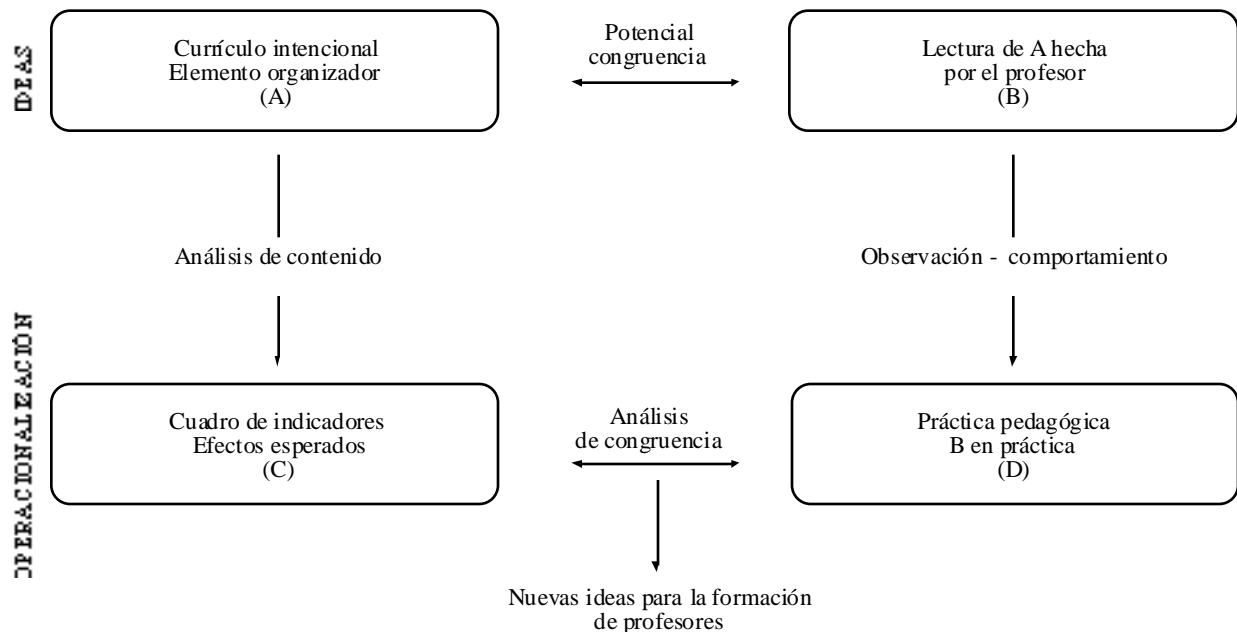 IDEAS
Currículo intencional
Elemento organizador
(A)
Potencial
congruencia
Lectura de A hecha
por el profesor
(B)
Análisis de contenido
Observación - comportamiento
OPERACIONALIZACIÓN
Cuadro de indicadores
Efectos esperados
(C)
Análisis
de congruencia
Práctica pedagógica
B en práctica
(D)
Nuevas ideas para la formación
de profesores